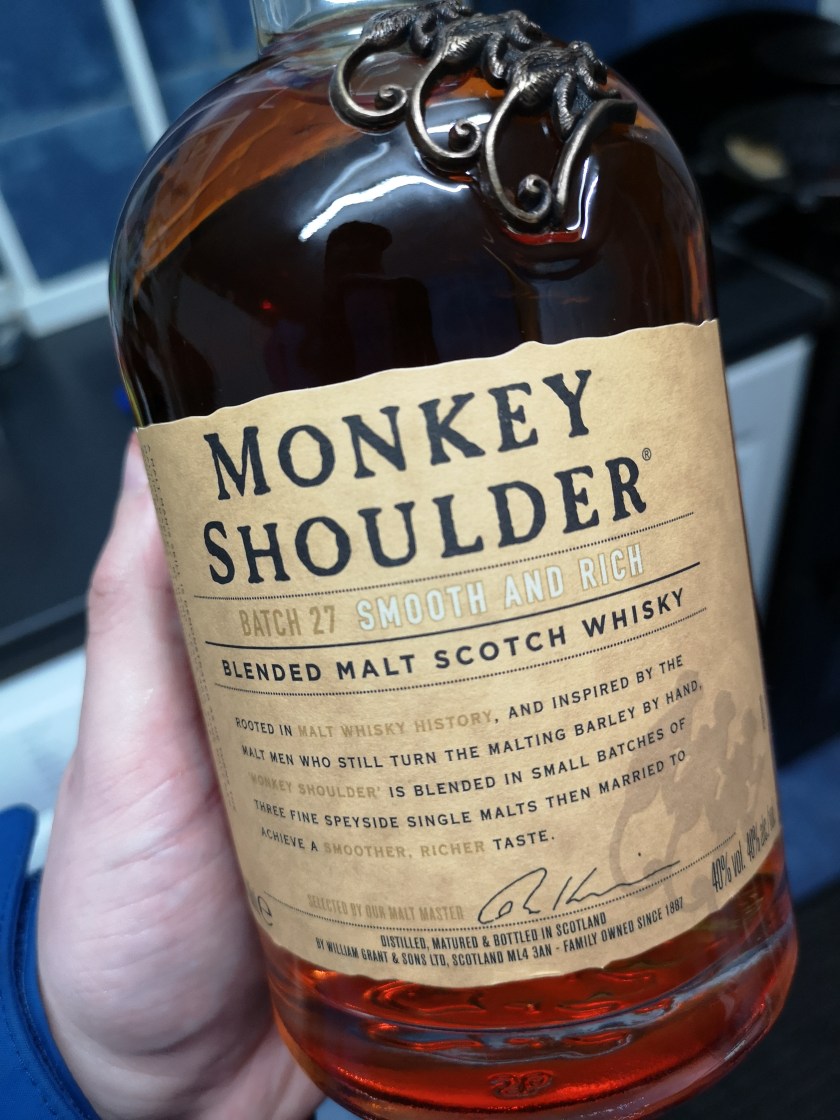 MONKEY
SHOULDER®
BATCH 27 SMOOTH AND RICH
BLENDED MALT SCOTCH WHISKY
ROOTED IN MALT WHISKY HISTORY, AND INSPIRED BY THE
MALT MEN WHO STILL TURN THE MALTING BARLEY BY HAND,
'MONKEY SHOULDER' IS BLENDED IN SMALL BATCHES OF
THREE FINE SPEYSIDE SINGLE MALTS THEN MARRIED TO
ACHIEVE A SMOOTHER, RICHER TASTE.
SELECTED BY OUR MALT MASTER
40% vol. 40%
DISTILLED, MATURED & BOTTLED IN SCOTLAND
BY WILLIAM GRANT & SONS LTD, SCOTLAND ML4 3AN - FAMILY OWNED SINCE 1887